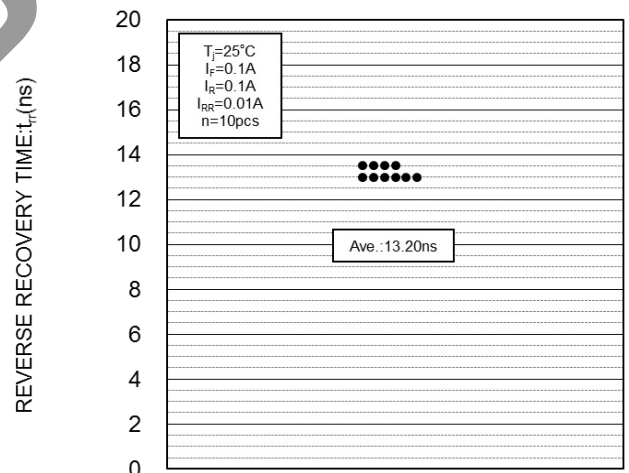 REVERSE RECOVERY TIME:trr(ns)
20
18
16
14
12
10
8
6
4
2
0
Tj=25°C
IF=0.1A
IR=0.1A
IRR=0.01A
n=10pcs
Ave.:13.20ns